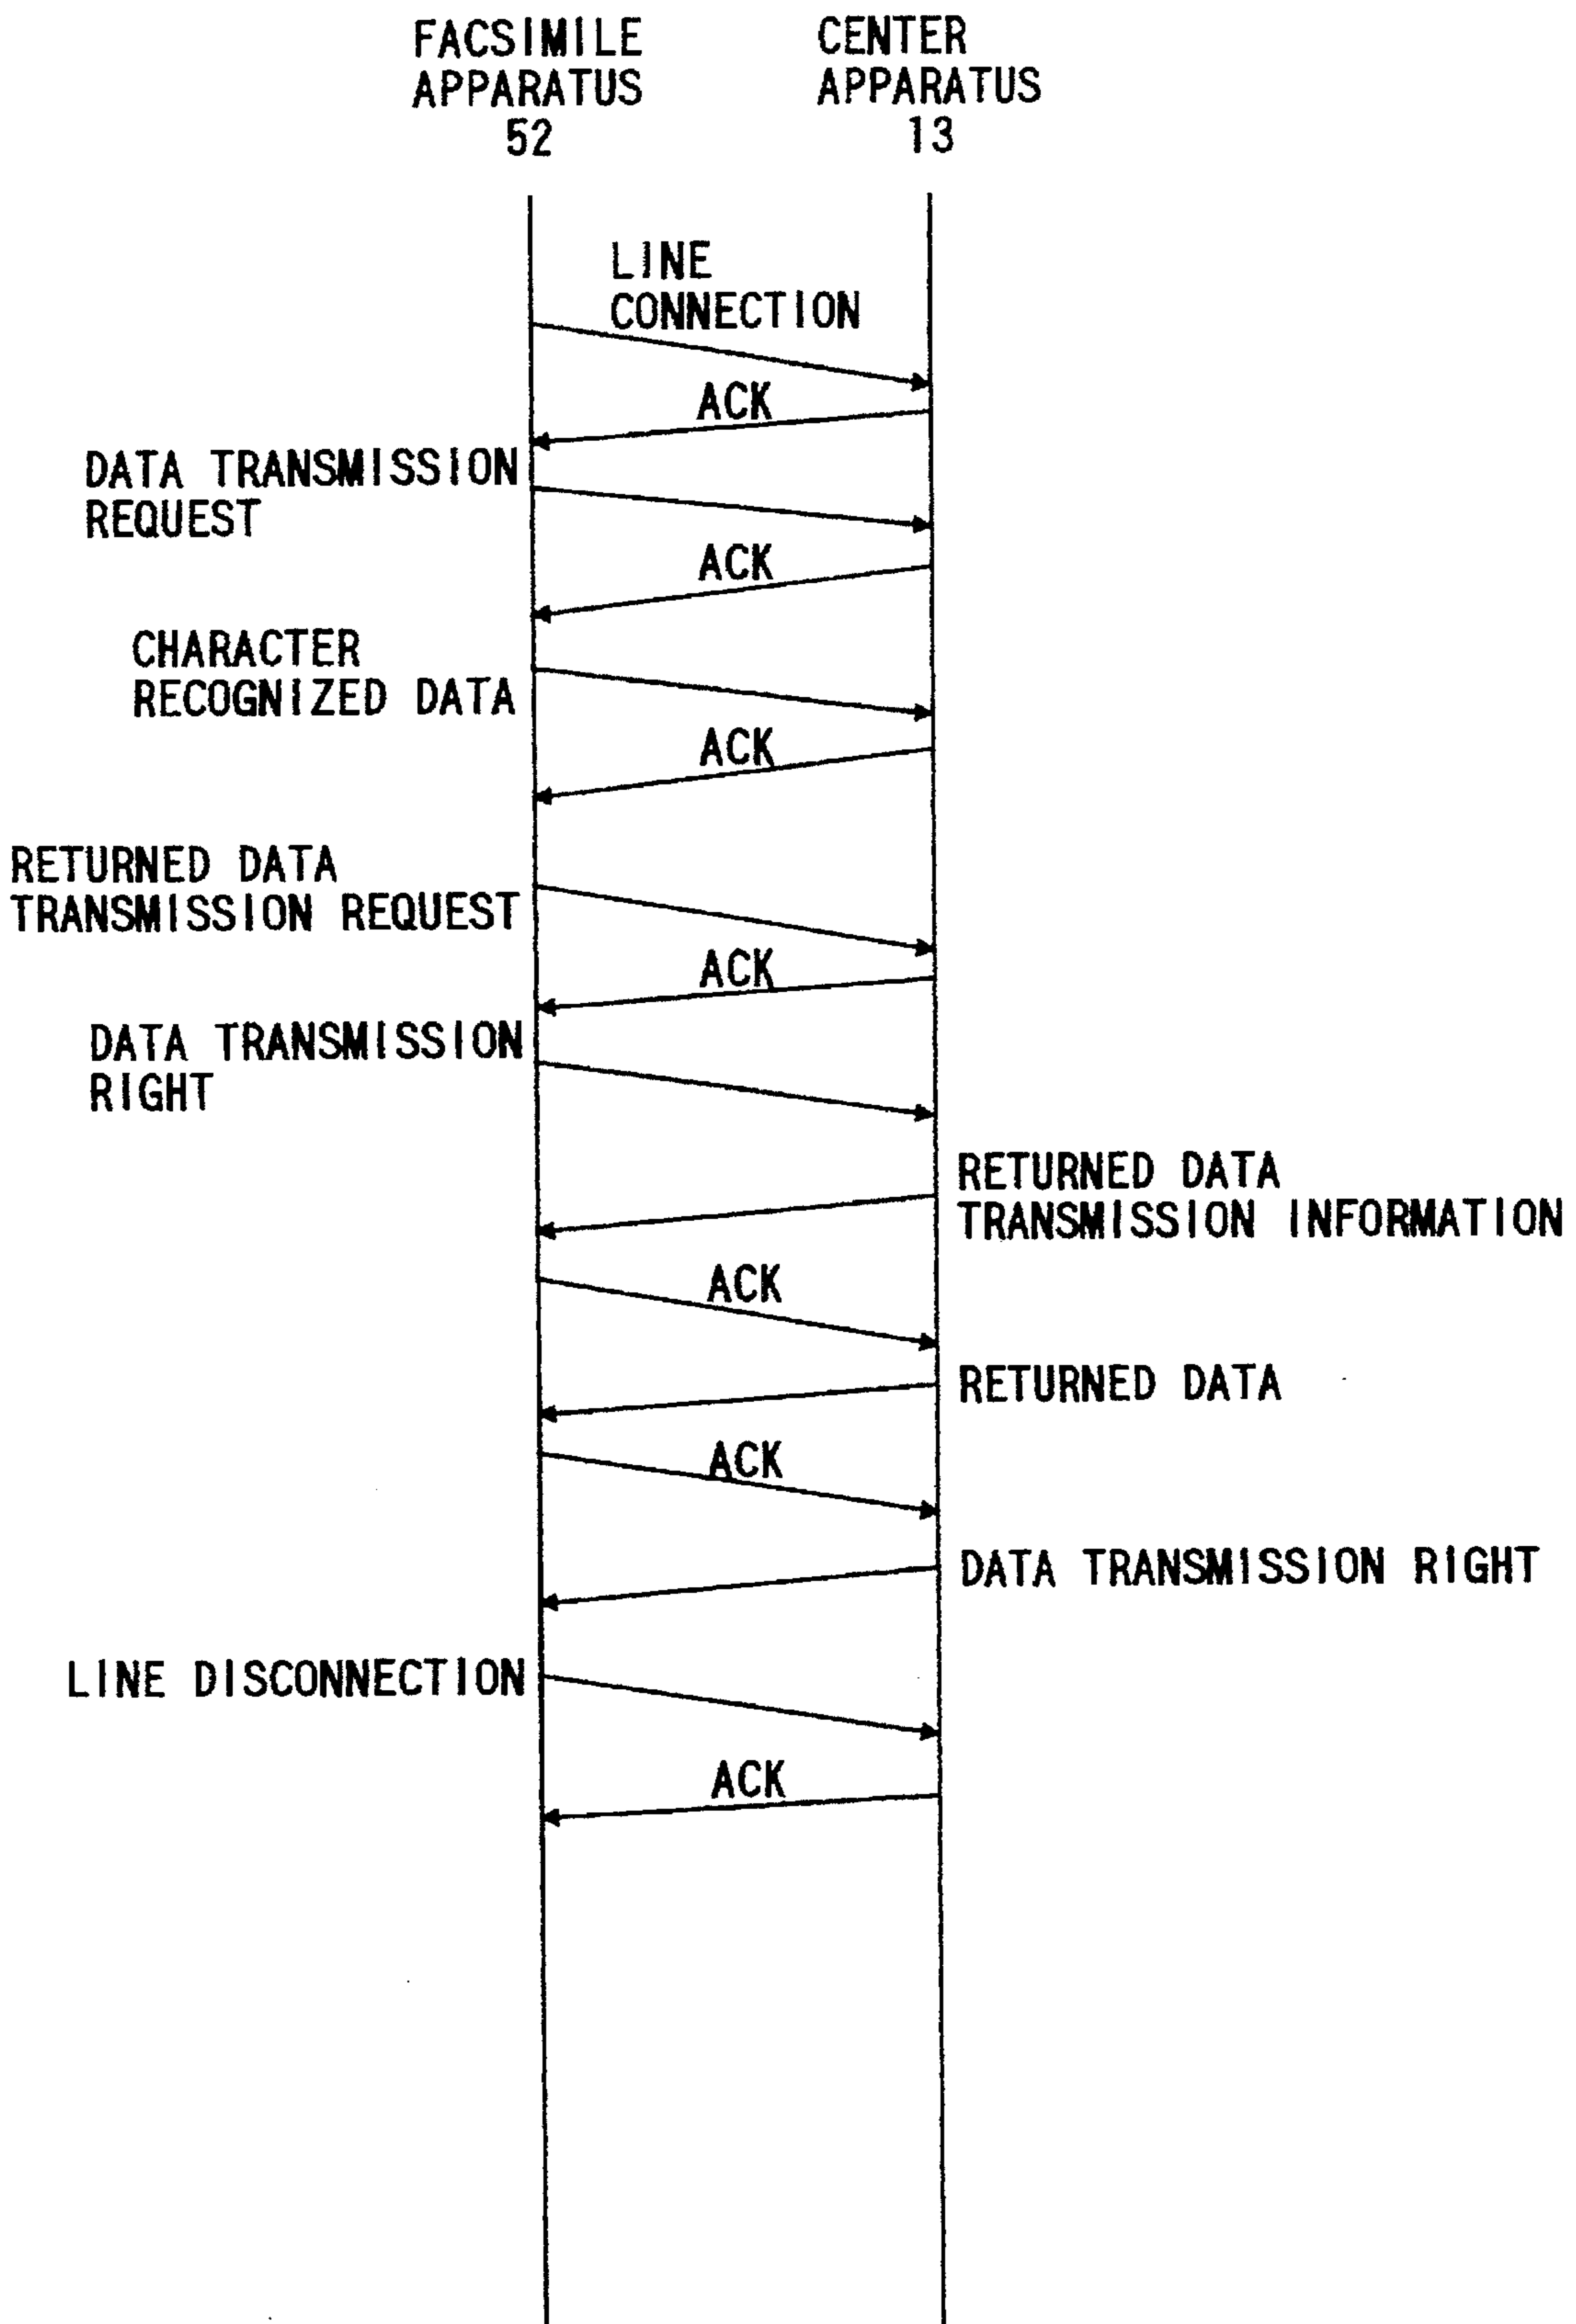 FACSIMILE
APPARATUS
52
CENTER
APPARATUS
13
LINE
CONNECTION
ACK
DATA TRANSMISSION
REQUEST
ACK
CHARACTER
RECOGNIZED DATA
ACK
RETURNED DATA
TRANSMISSION REQUEST
ACK
DATA TRANSMISSION
RIGHT
RETURNED DATA
TRANSMISSION INFORMATION
ACK
RETURNED DATA
ACK
DATA TRANSMISSION RIGHT
LINE DISCONNECTION
ACK